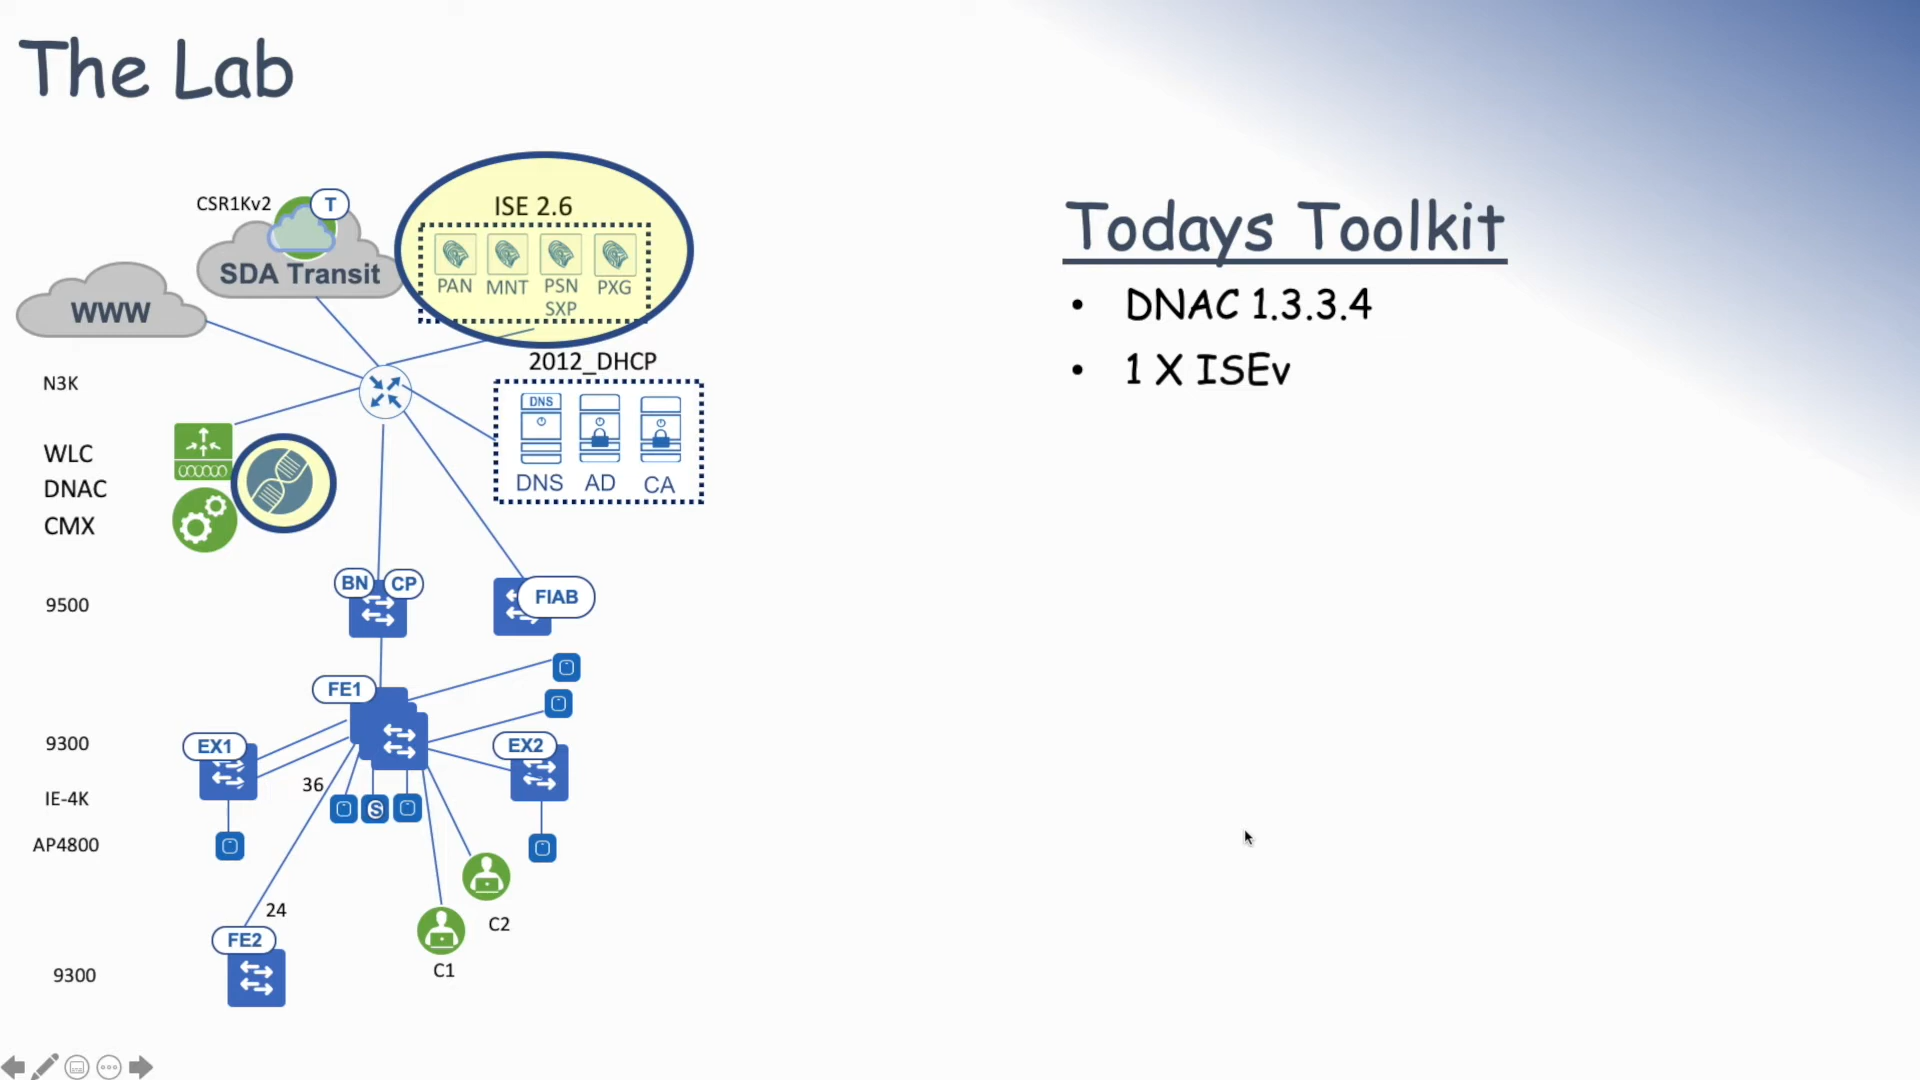 The Lab
CSR1Kv2
T
SDA Transit
WWW
ISE 2.6
PAN MNT PSN PXG
SXP
2012_DHCP
DNS
DNS AD CA
N3K
WLC
DNAC
CMX
BN CP
FIAB
9500
FE1
9300
EX1
EX2
36
IE-4K
S
AP4800
24
C2
FE2
C1
9300
Todays Toolkit
• DNAC 1.3.3.4
• 1 X ISEv